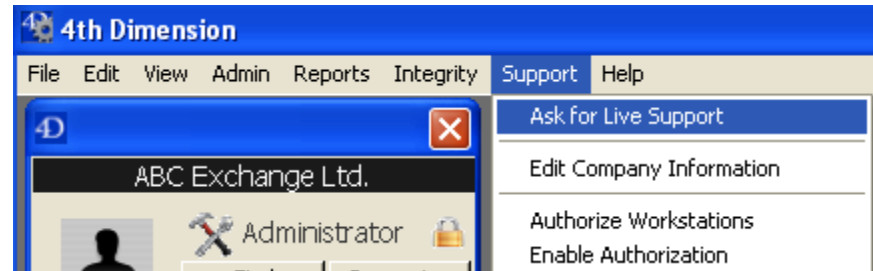 4th Dimension
File Edit View Admin Reports Integrity Support Help
Ask for Live Support
4D
ABC Exchange Ltd.
Edit Company Information
Administrator
Authorize Workstations
Enable Authorization